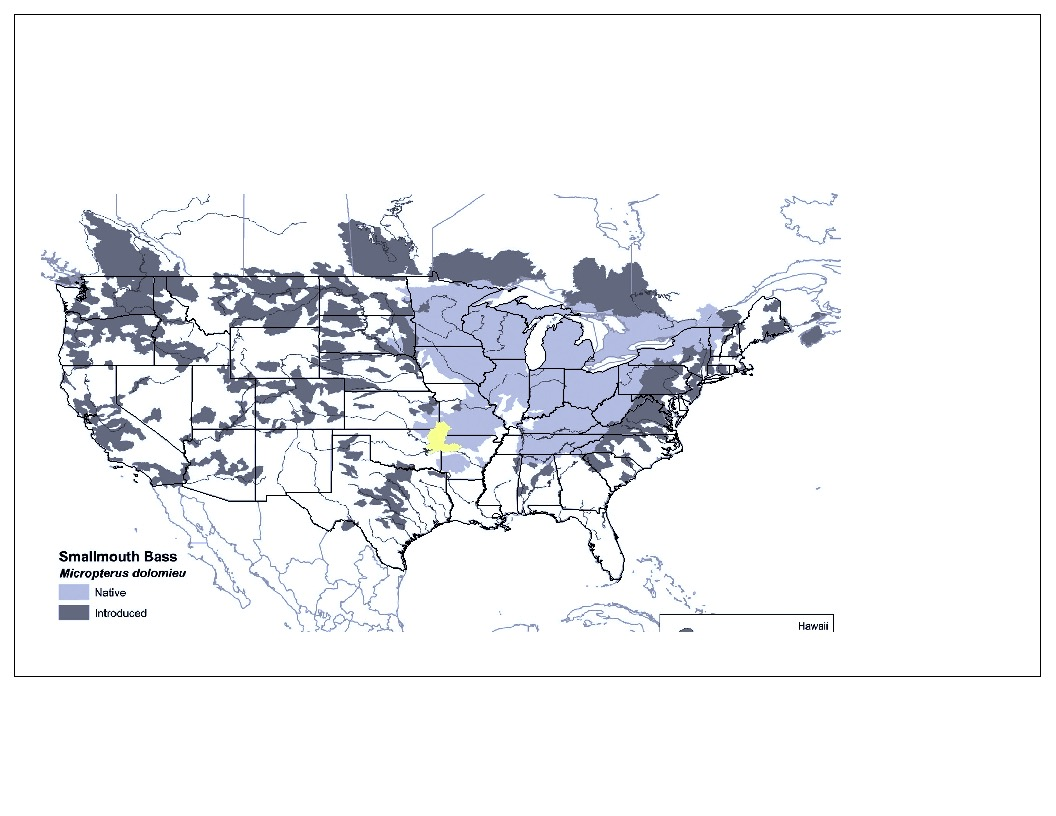 Smallmouth Bass
Micropterus dolomieu
Native
Introduced
Hawaii